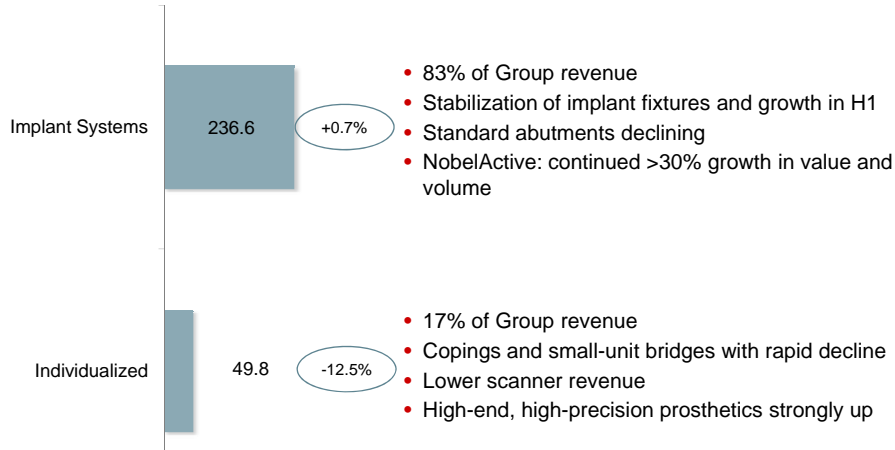 Implant Systems
236.6
+0.7%
• 83% of Group revenue
• Stabilization of implant fixtures and growth in H1
• Standard abutments declining
• NobelActive: continued >30% growth in value and
volume
Individualized
49.8
-12.5%
• 17% of Group revenue
• Copings and small-unit bridges with rapid decline
• Lower scanner revenue
• High-end, high-precision prosthetics strongly up